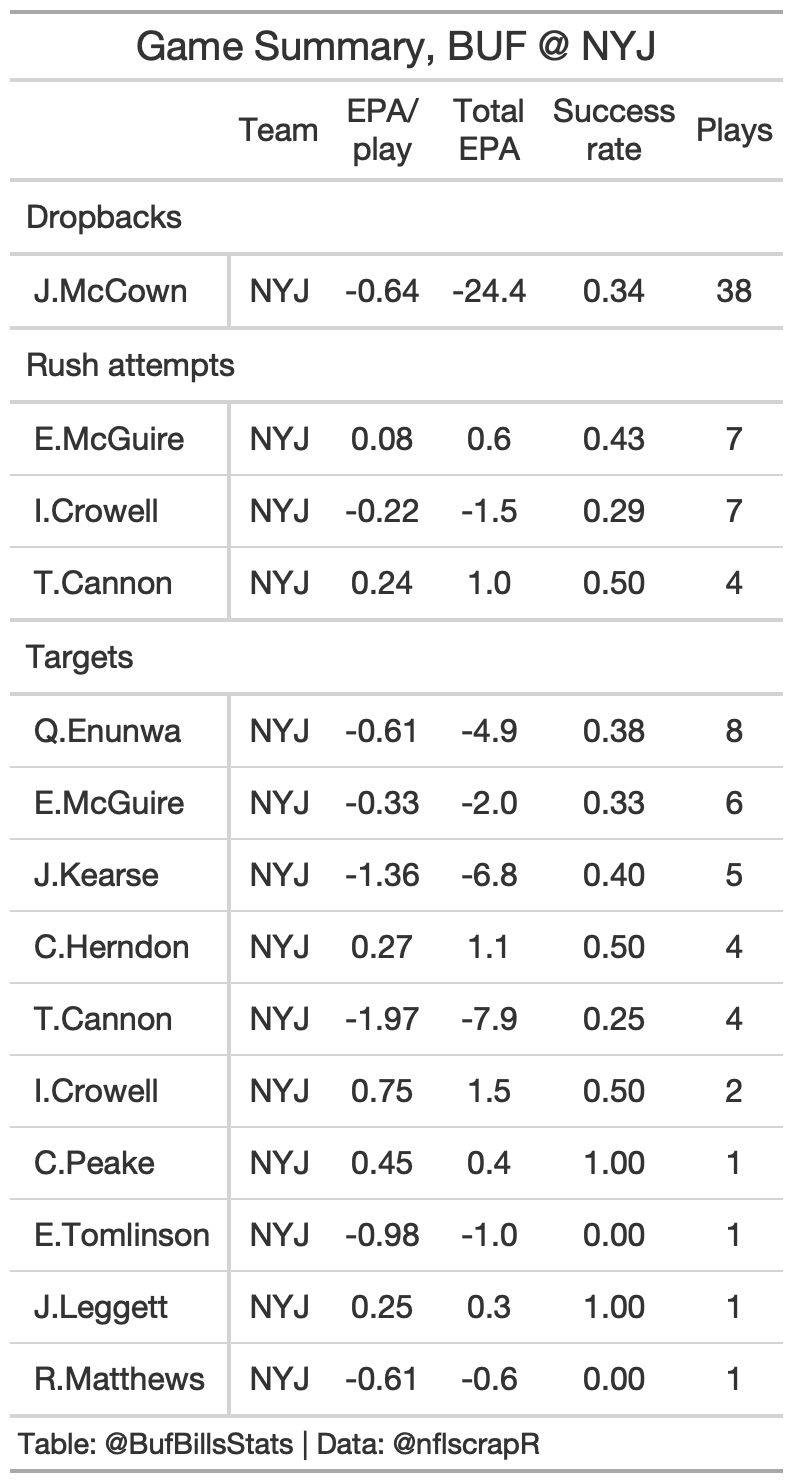 Game Summary, BUF @ NYJ
Team EPA/play Total EPA Success rate Plays
Dropbacks
J.McCown NYJ -0.64 -24.4 0.34 38
Rush attempts
E.McGuire NYJ 0.08 0.6 0.43 7
I.Crowell NYJ -0.22 -1.5 0.29 7
T.Cannon NYJ 0.24 1.0 0.50 4
Targets
Q.Enunwa NYJ -0.61 -4.9 0.38 8
E.McGuire NYJ -0.33 -2.0 0.33 6
J.Kearse NYJ -1.36 -6.8 0.40 5
C.Herndon NYJ 0.27 1.1 0.50 4
T.Cannon NYJ -1.97 -7.9 0.25 4
I.Crowell NYJ 0.75 1.5 0.50 2
C.Peake NYJ 0.45 0.4 1.00 1
E.Tomlinson NYJ -0.98 -1.0 0.00 1
J.Leggett NYJ 0.25 0.3 1.00 1
R.Matthews NYJ -0.61 -0.6 0.00 1
Table: @BufBillsStats | Data: @nflscrapR